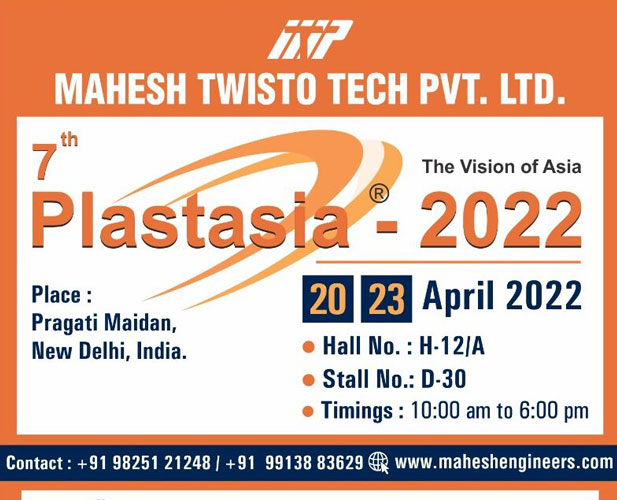 MAHESH TWISTO TECH PVT. LTD.
7th
The Vision of Asia
Plastasia® - 2022
Place :
Pragati Maidan,
New Delhi, India.
20 23 April 2022
• Hall No. : H-12/A
• Stall No.: D-30
• Timings : 10:00 am to 6:00 pm
Contact : +91 98251 21248 / +91 99138 83629 www.maheshengineers.com